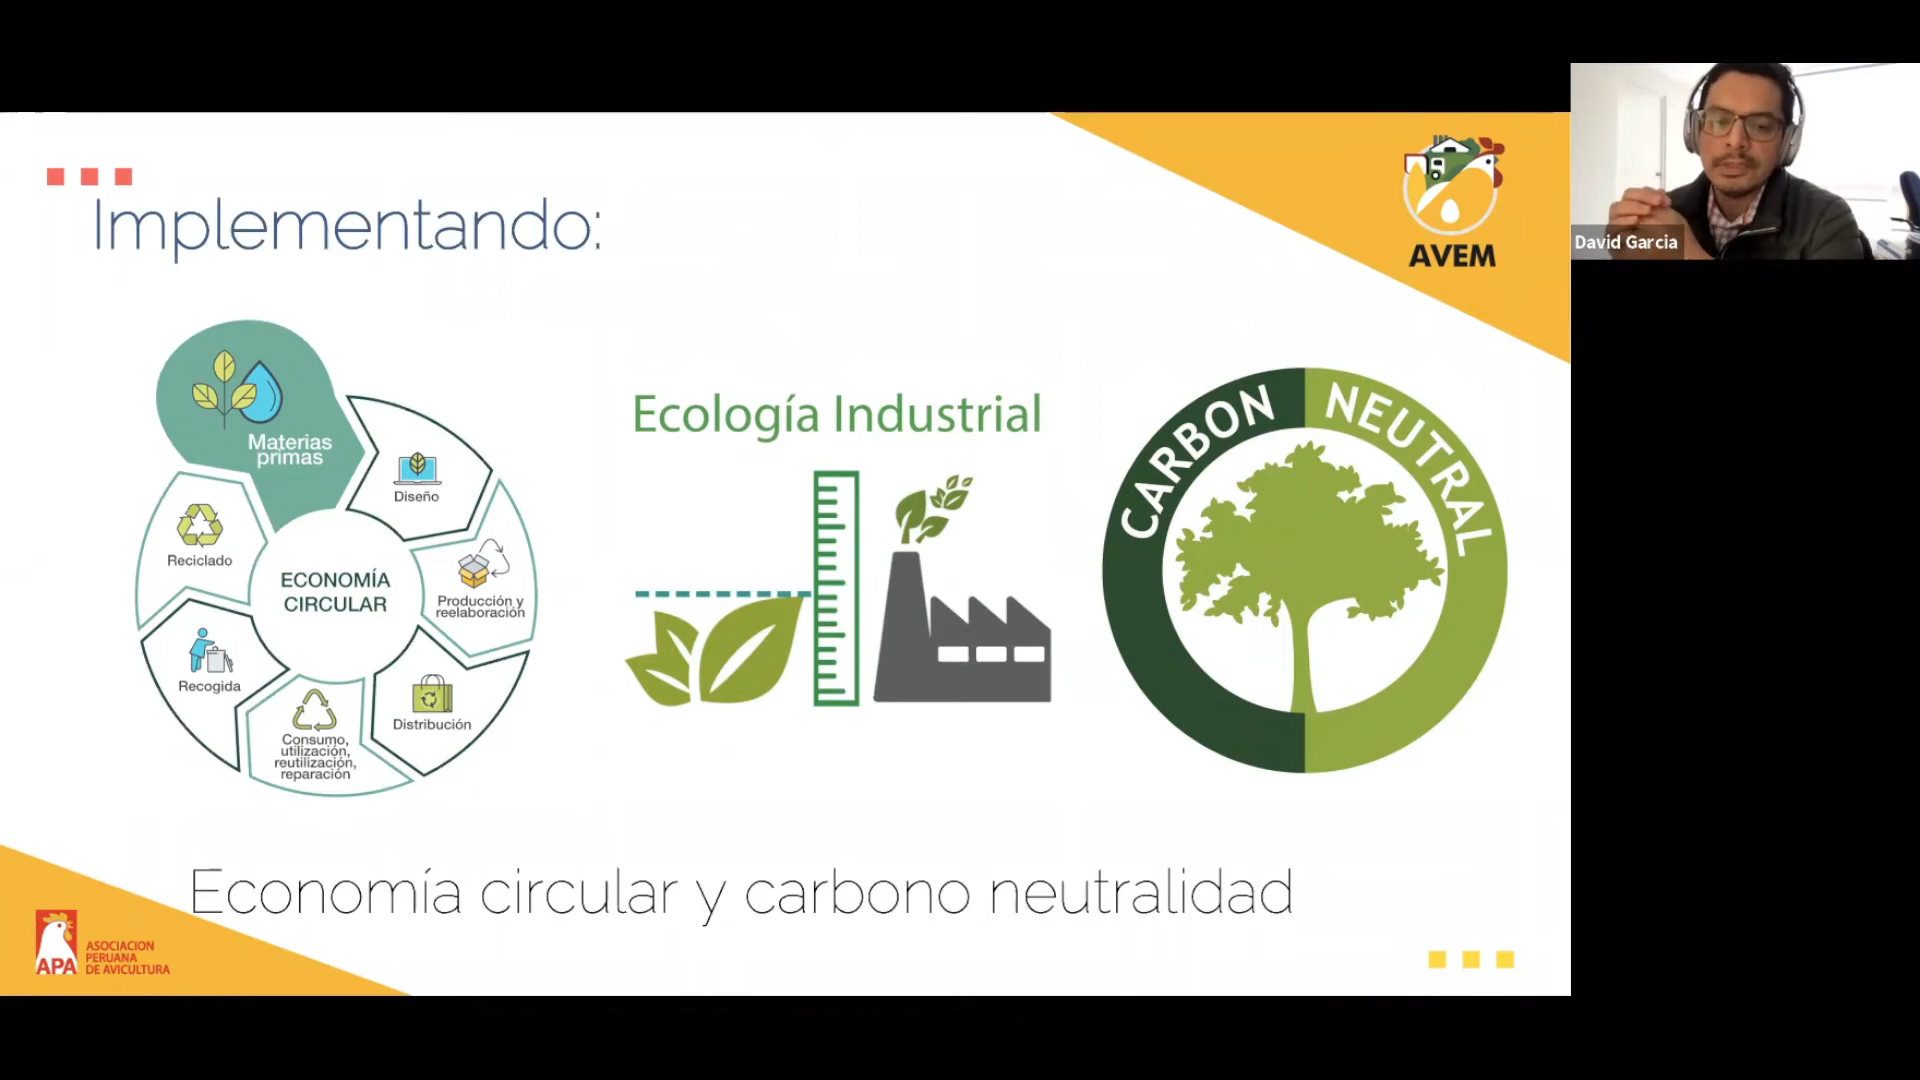 Implementando:
AVEM
David Garcia
Materias
primas
Diseño
Producción y
reelaboración
Distribución
Consumo,
utilización,
reutilización,
reparación
Recogida
Reciclado
ECONOMÍA
CIRCULAR
Ecología Industrial
CARBON NEUTRAL
Economía circular y carbono neutralidad
APA
ASOCIACION
PERUANA
DE AVICULTURA